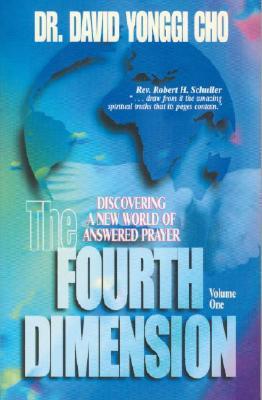 DR. DAVID YONGGI CHO
Rev. Robert H. Schuller
"... draw from it the amazing
spiritual truths that its pages contain."
DISCOVERING
A NEW WORLD OF
ANSWERED PRAYER
The
FOURTH
Volume
One
DIMENSION